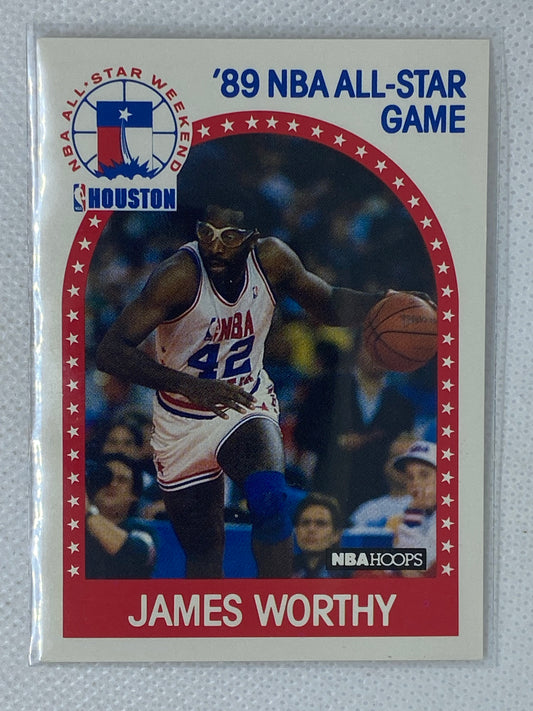 NBA ALL·STAR WEEKEND
HOUSTON
'89 NBA ALL-STAR
GAME
NBA
42
NBA HOOPS
JAMES WORTHY